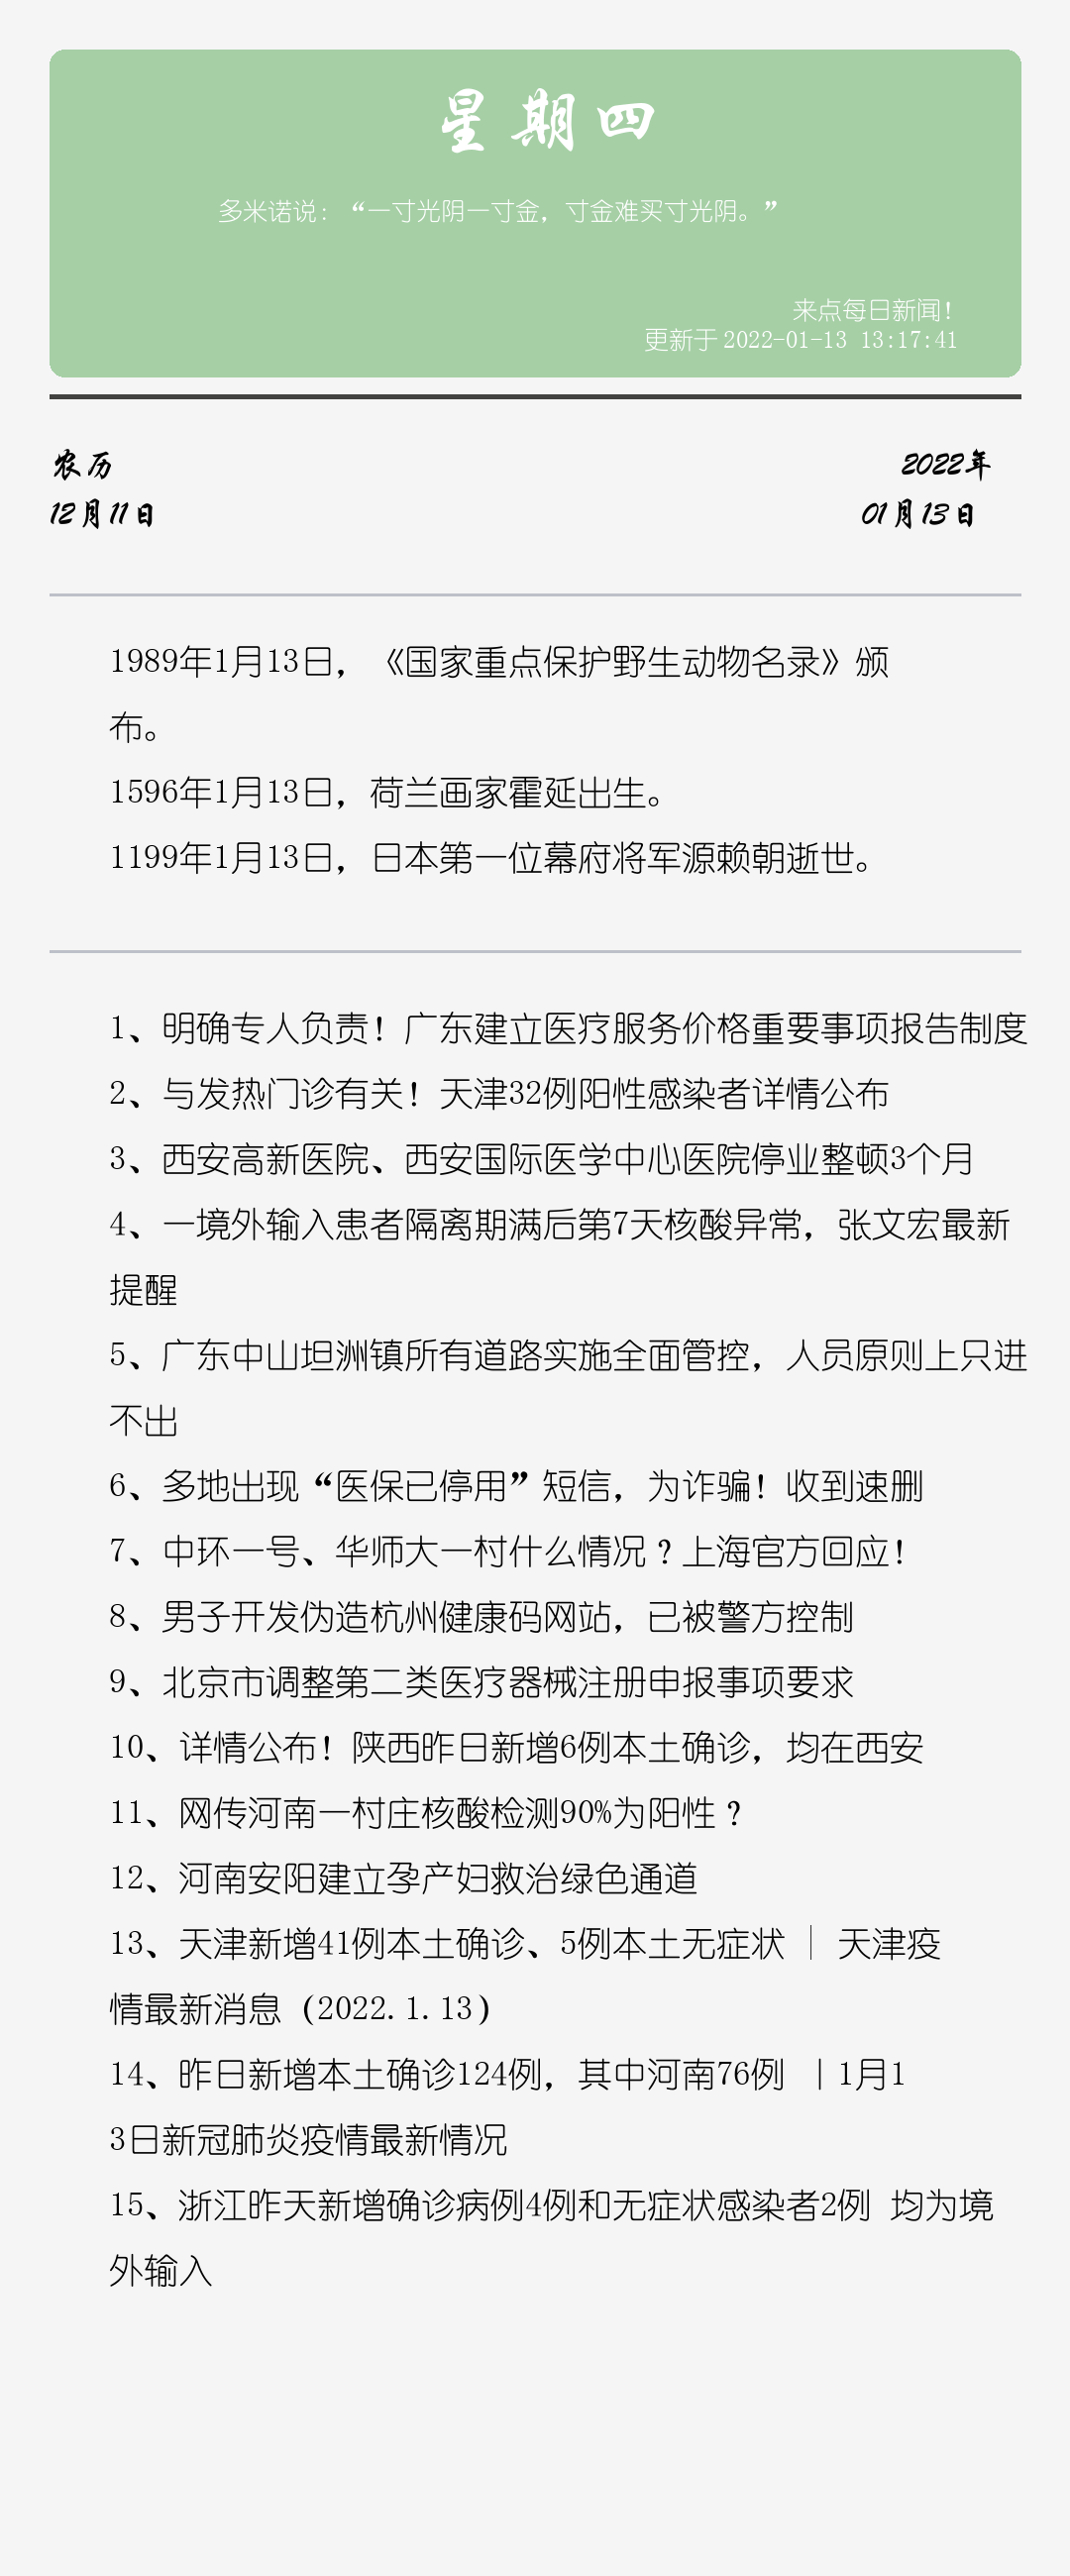 星期四
多米诺说：“一寸光阴一寸金，寸金难买寸光阴。”
来点每日新闻！
更新于 2022-01-13 13:17:41
农历
2022年
12月11日
01月13日
1989年1月13日，《国家重点保护野生动物名录》颁
布。
1596年1月13日，荷兰画家霍延出生。
1199年1月13日，日本第一位幕府将军源赖朝逝世。
1、明确专人负责！广东建立医疗服务价格重要事项报告制度
2、与发热门诊有关！天津32例阳性感染者详情公布
3、西安高新医院、西安国际医学中心医院停业整顿3个月
4、一境外输入患者隔离期满后第7天核酸异常，张文宏最新
提醒
5、广东中山坦洲镇所有道路实施全面管控，人员原则上只进
不出
6、多地出现“医保已停用”短信，为诈骗！收到速删
7、中环一号、华师大一村什么情况？上海官方回应！
8、男子开发伪造杭州健康码网站，已被警方控制
9、北京市调整第二类医疗器械注册申报事项要求
10、详情公布！陕西昨日新增6例本土确诊，均在西安
11、网传河南一村庄核酸检测90%为阳性？
12、河南安阳建立孕产妇救治绿色通道
13、天津新增41例本土确诊、5例本土无症状 │ 天津疫
情最新消息（2022.1.13）
14、昨日新增本土确诊124例，其中河南76例 丨1月1
3日新冠肺炎疫情最新情况
15、浙江昨天新增确诊病例4例和无症状感染者2例 均为境
外输入